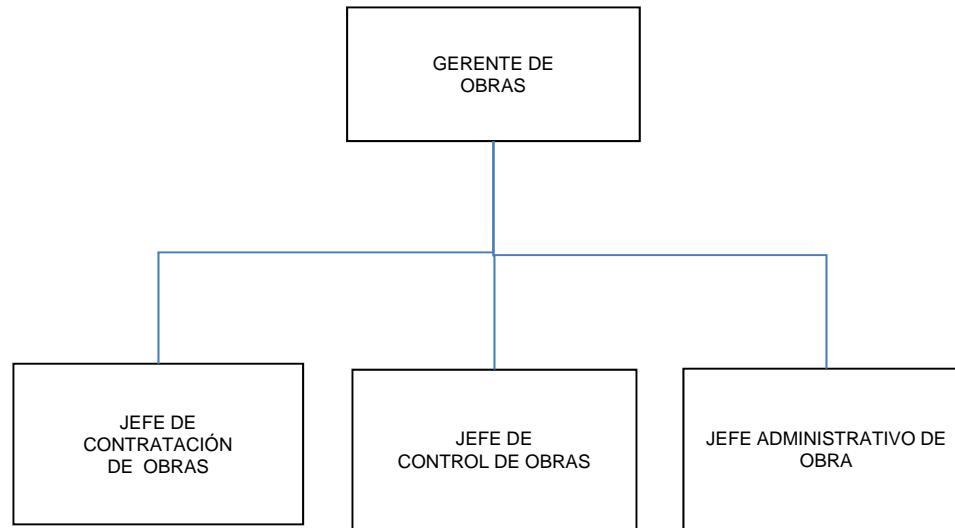 GERENTE DE
OBRAS
JEFE DE
CONTRATACIÓN
DE OBRAS
JEFE DE
CONTROL DE OBRAS
JEFE ADMINISTRATIVO DE
OBRA